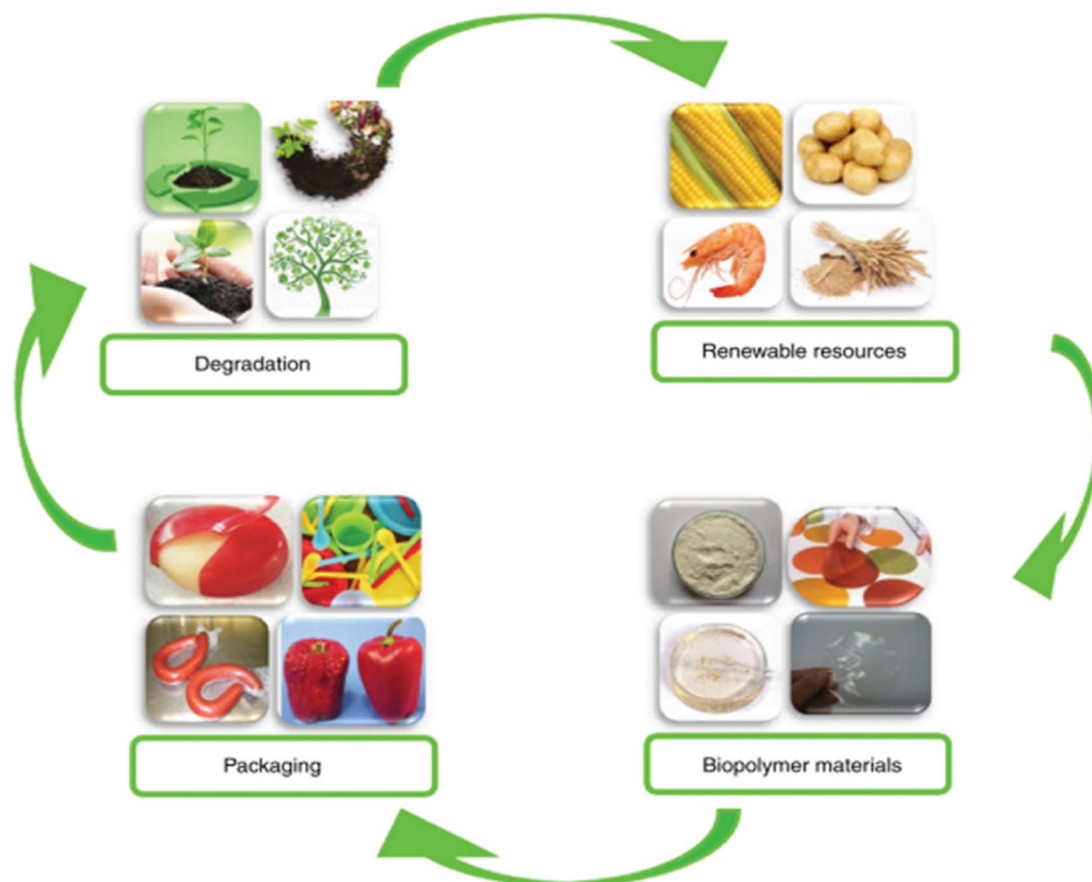 Degradation
Renewable resources
Packaging
Biopolymer materials